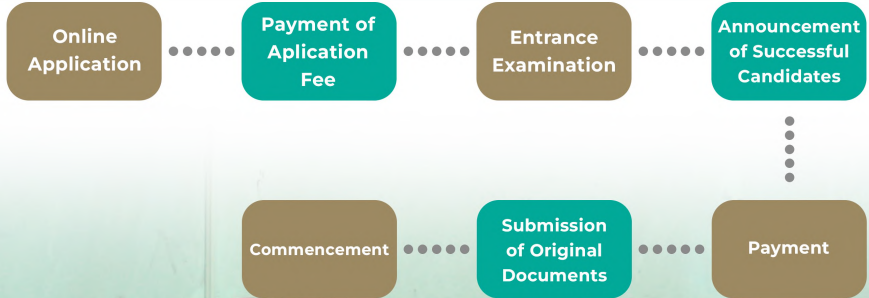 Online
Application
Payment of
Aplication
Fee
Entrance
Examination
Announcement
of Successful
Candidates
Payment
Submission
of Original
Documents
Commencement